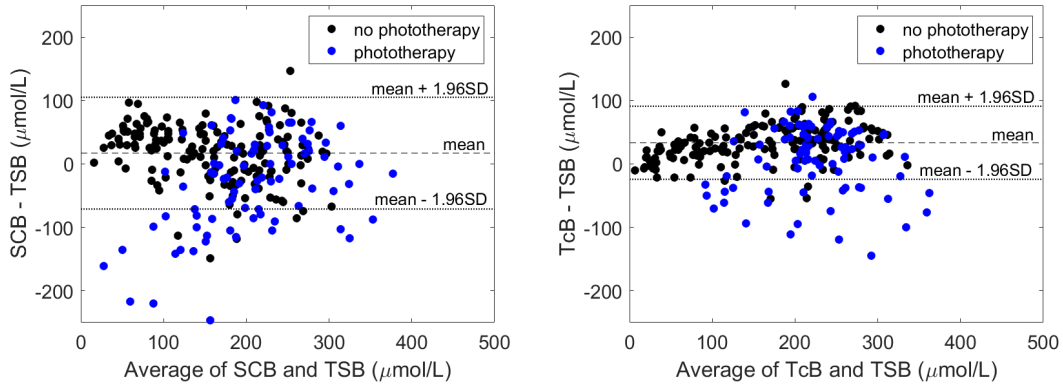 no phototherapy
phototherapy
mean + 1.96SD
mean
mean - 1.96SD
SCB - TSB (μmol/L)
200
100
0
-100
-200
0
100
200
300
400
500
Average of SCB and TSB (μmol/L)
no phototherapy
phototherapy
mean + 1.96SD
mean
mean - 1.96SD
TcB - TSB (μmol/L)
200
100
0
-100
-200
0
100
200
300
400
500
Average of TcB and TSB (μmol/L)